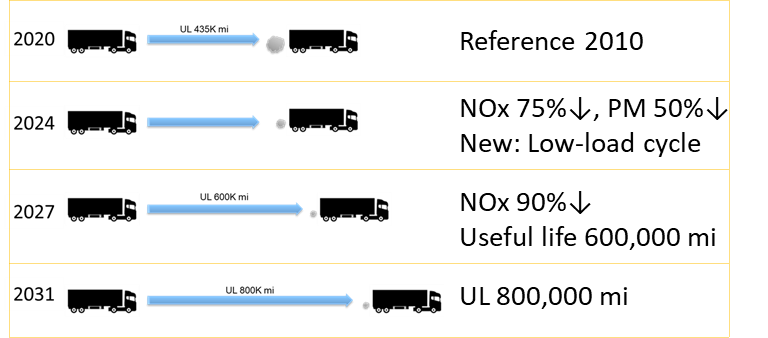 2020
UL 435K mi
Reference 2010
2024
NOx 75%↓, PM 50%↓
New: Low-load cycle
2027
UL 600K mi
NOx 90%↓
Useful life 600,000 mi
2031
UL 800K mi
UL 800,000 mi